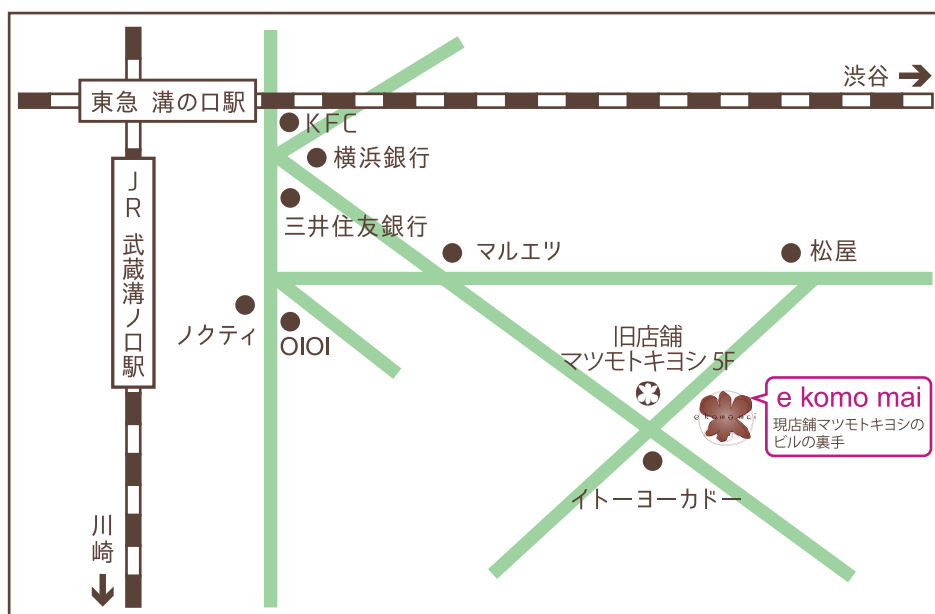 渋谷
東急 溝の口駅
KFC
横浜銀行
JR 武蔵溝ノ口駅
三井住友銀行
マルエツ
松屋
ノクティ
OIOI
旧店舗
マツモトキヨシ 5F
e komo mai
e komo mai
現店舗マツモトキヨシの
ビルの裏手
イトーヨーカドー
川崎